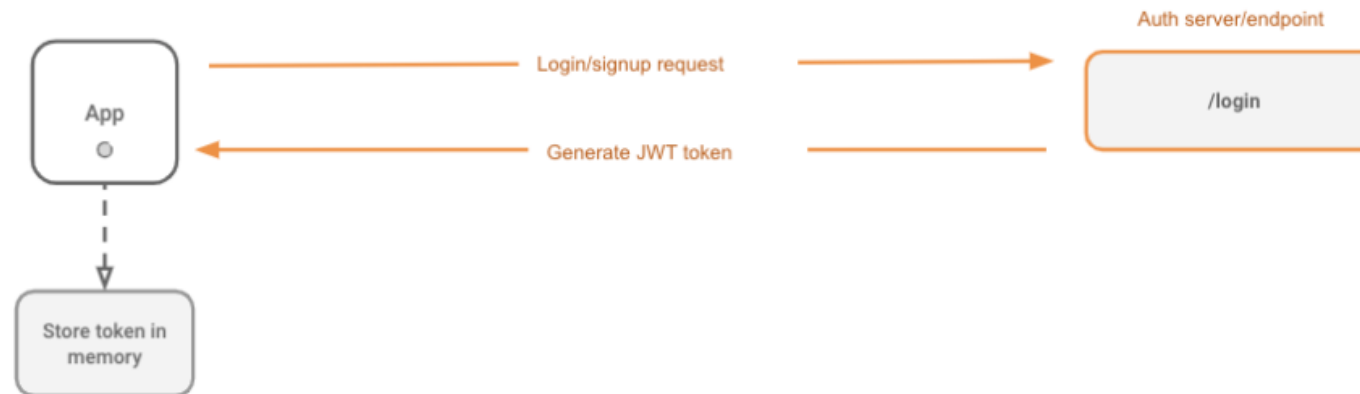 Auth server/endpoint
Login/signup request
/login
App
Generate JWT token
Store token in
memory